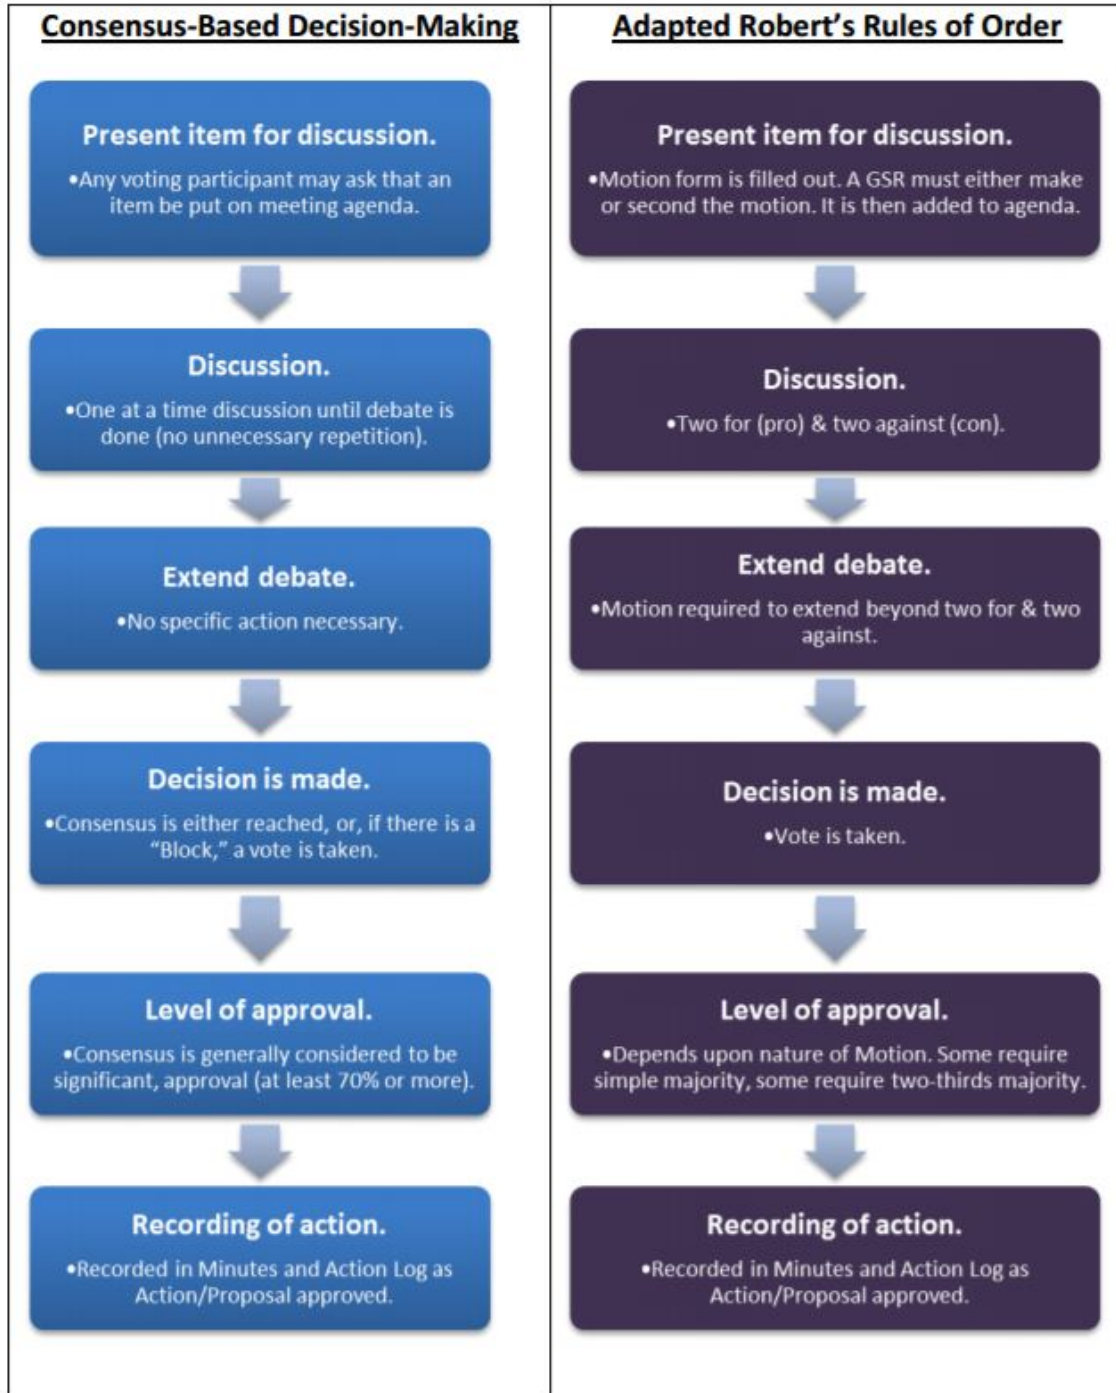 Consensus-Based Decision-Making
Present item for discussion.
•Any voting participant may ask that an
item be put on meeting agenda.
Discussion.
•One at a time discussion until debate is
done (no unnecessary repetition).
Extend debate.
•No specific action necessary.
Decision is made.
•Consensus is either reached, or, if there is a
“Block,” a vote is taken.
Level of approval.
•Consensus is generally considered to be
significant, approval (at least 70% or more).
Recording of action.
•Recorded in Minutes and Action Log as
Action/Proposal approved.
Adapted Robert’s Rules of Order
Present item for discussion.
•Motion form is filled out. A GSR must either make
or second the motion. It is then added to agenda.
Discussion.
•Two for (pro) & two against (con).
Extend debate.
•Motion required to extend beyond two for & two
against.
Decision is made.
•Vote is taken.
Level of approval.
•Depends upon nature of Motion. Some require
simple majority, some require two-thirds majority.
Recording of action.
•Recorded in Minutes and Action Log as
Action/Proposal approved.